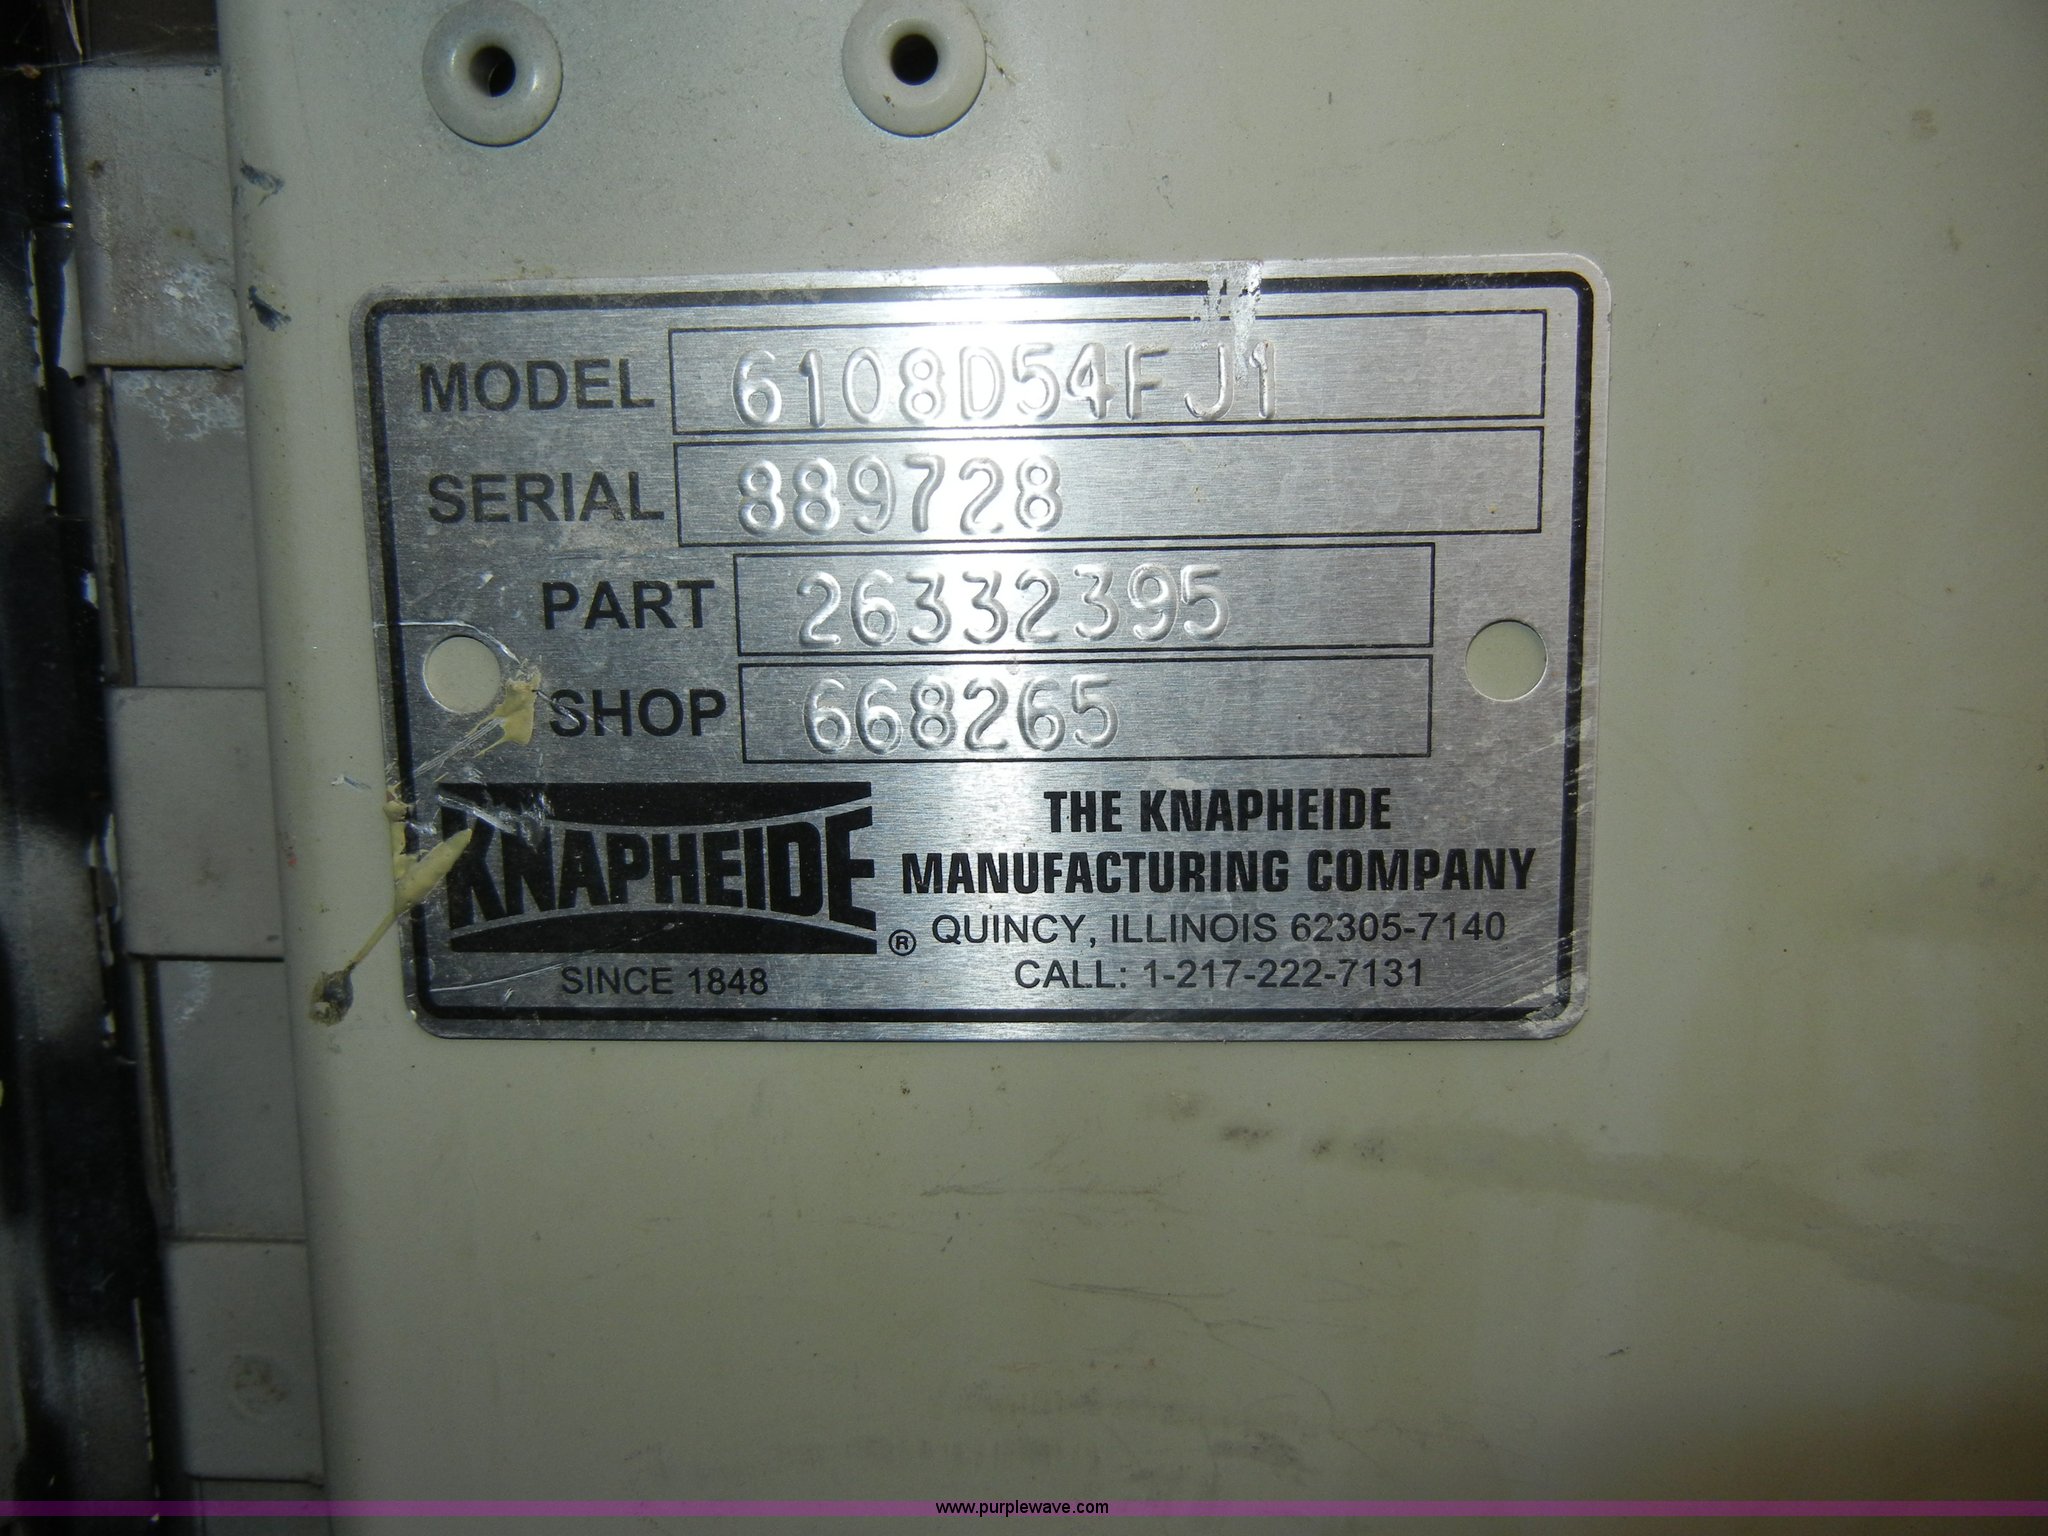 MODEL 6108D54FJ1
SERIAL 889728
PART 26332395
SHOP 668265
KNAPHEIDE ®
SINCE 1848
THE KNAPHEIDE
MANUFACTURING COMPANY
QUINCY, ILLINOIS 62305-7140
CALL: 1-217-222-7131
www.purplewave.com